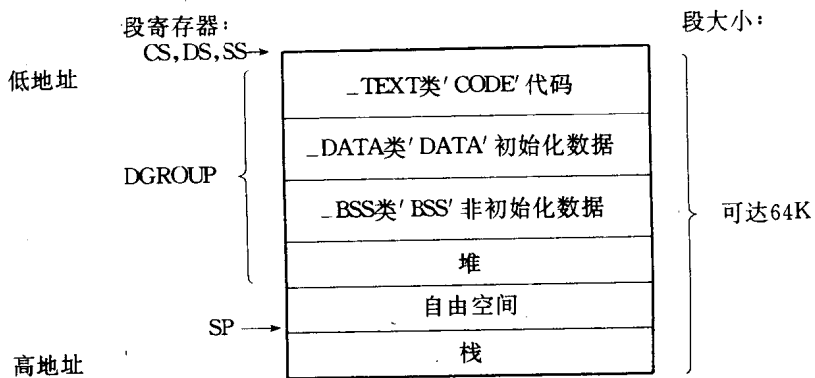 段寄存器：
段大小：
CS,DS,SS
低地址
_TEXT类'CODE'代码
_DATA类'DATA'初始化数据
DGROUP
_BSS类'BSS'非初始化数据
可达64K
堆
自由空间
SP
栈
高地址